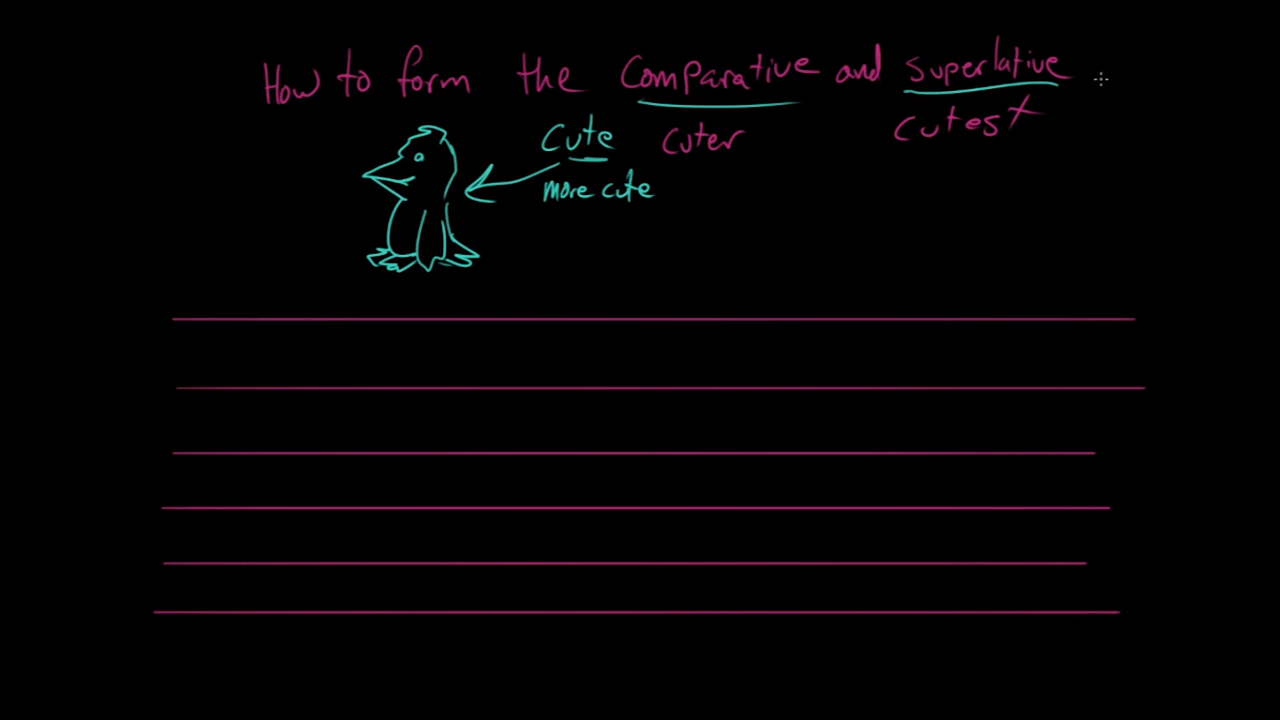 How to form the Comparative and superlative
cute cuter cutest
more cute